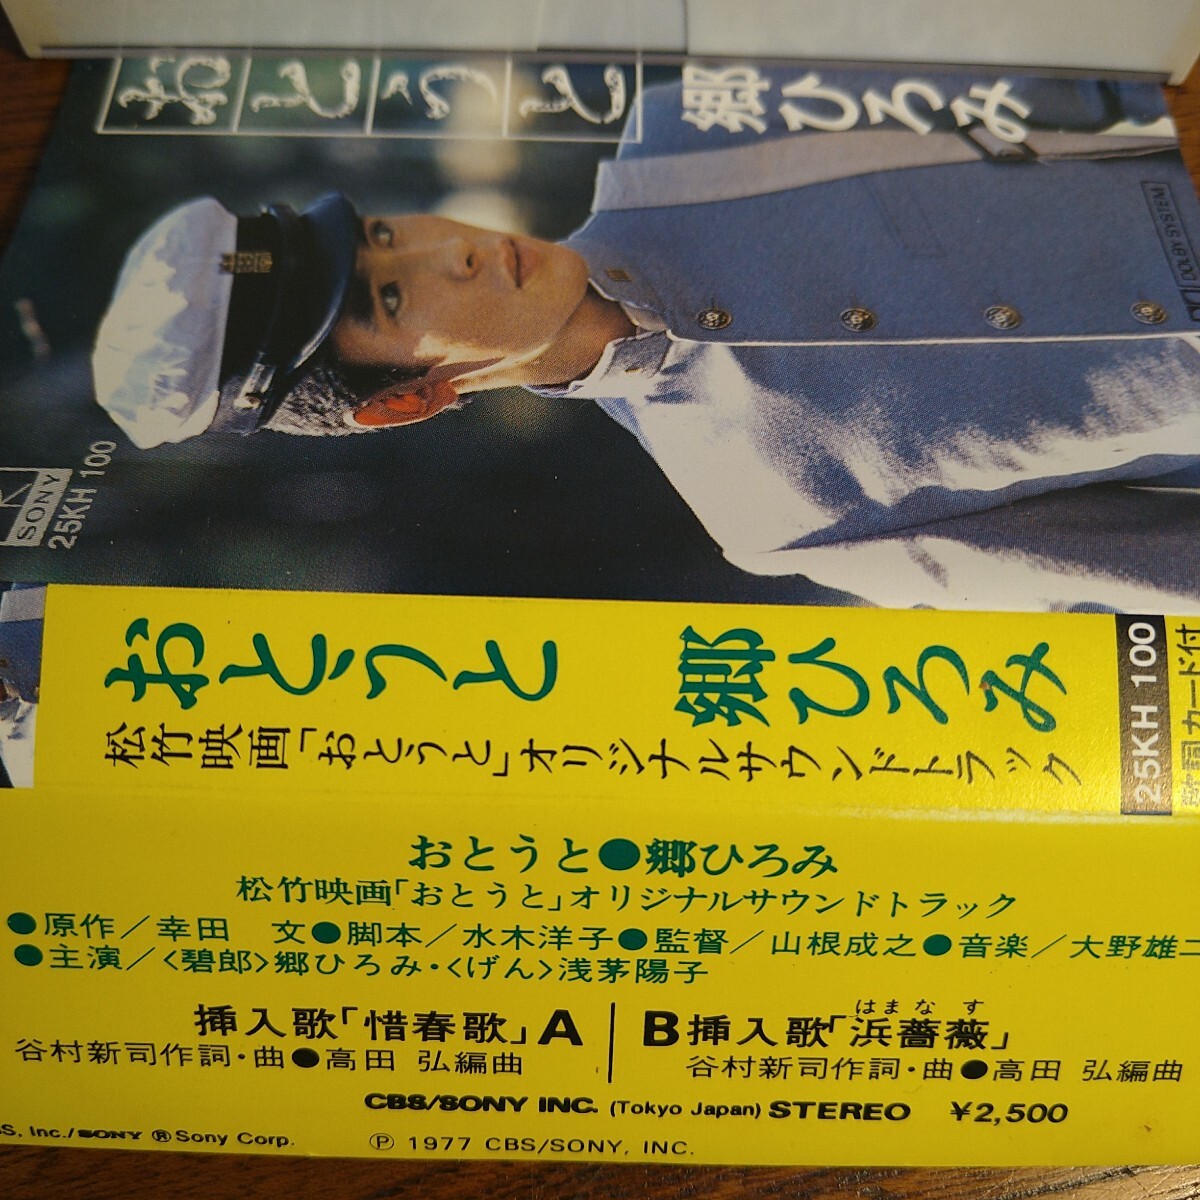 おとうと
郷ひろみ
DOLBY SYSTEM
SONY
25KH 100
おとうと 郷ひろみ
松竹映画「おとうと」オリジナルサウンドトラック
25KH 100
歌詞カード付
おとうと●郷ひろみ
松竹映画「おとうと」オリジナルサウンドトラック
●原作／幸田 文●脚本／水木洋子●監督／山根成之●音楽／大野雄二
●主演／〈碧郎〉郷ひろみ・〈げん〉浅茅陽子
挿入歌「惜春歌」A
谷村新司作詞・曲●高田 弘編曲
はまなす
B挿入歌「浜薔薇」
谷村新司作詞・曲●高田 弘編曲
CBS/SONY INC. (Tokyo Japan) STEREO ¥2,500
S, Inc./SONY ® Sony Corp. ℗ 1977 CBS/SONY, INC.